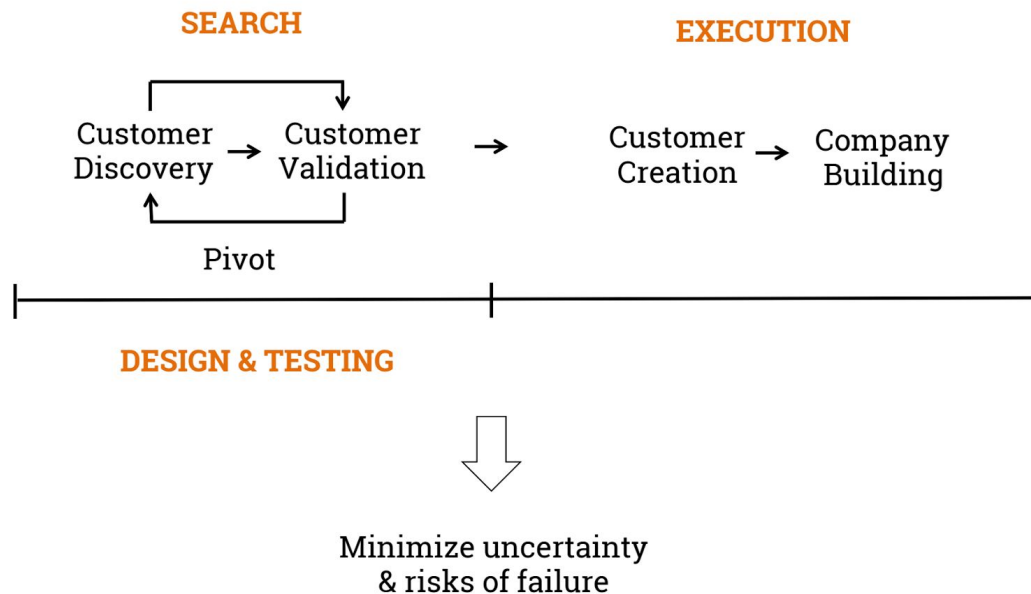 SEARCH
EXECUTION
Customer
Discovery
Customer
Validation
Customer
Creation
Company
Building
Pivot
DESIGN & TESTING
Minimize uncertainty
& risks of failure